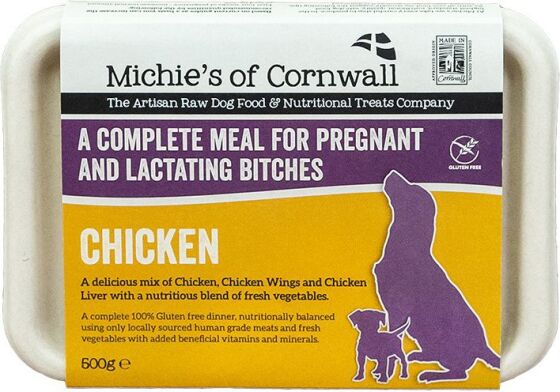 Michie's of Cornwall
MADE IN
Cornwall
The Artisan Raw Dog Food & Nutritional Treats Company
A COMPLETE MEAL FOR PREGNANT
AND LACTATING BITCHES
GLUTEN FREE
CHICKEN
A delicious mix of Chicken, Chicken Wings and Chicken
Liver with a nutritious blend of fresh vegetables.
A complete 100% Gluten free dinner, nutritionally balanced
using only locally sourced human grade meats and fresh
vegetables with added beneficial vitamins and minerals.
500g e